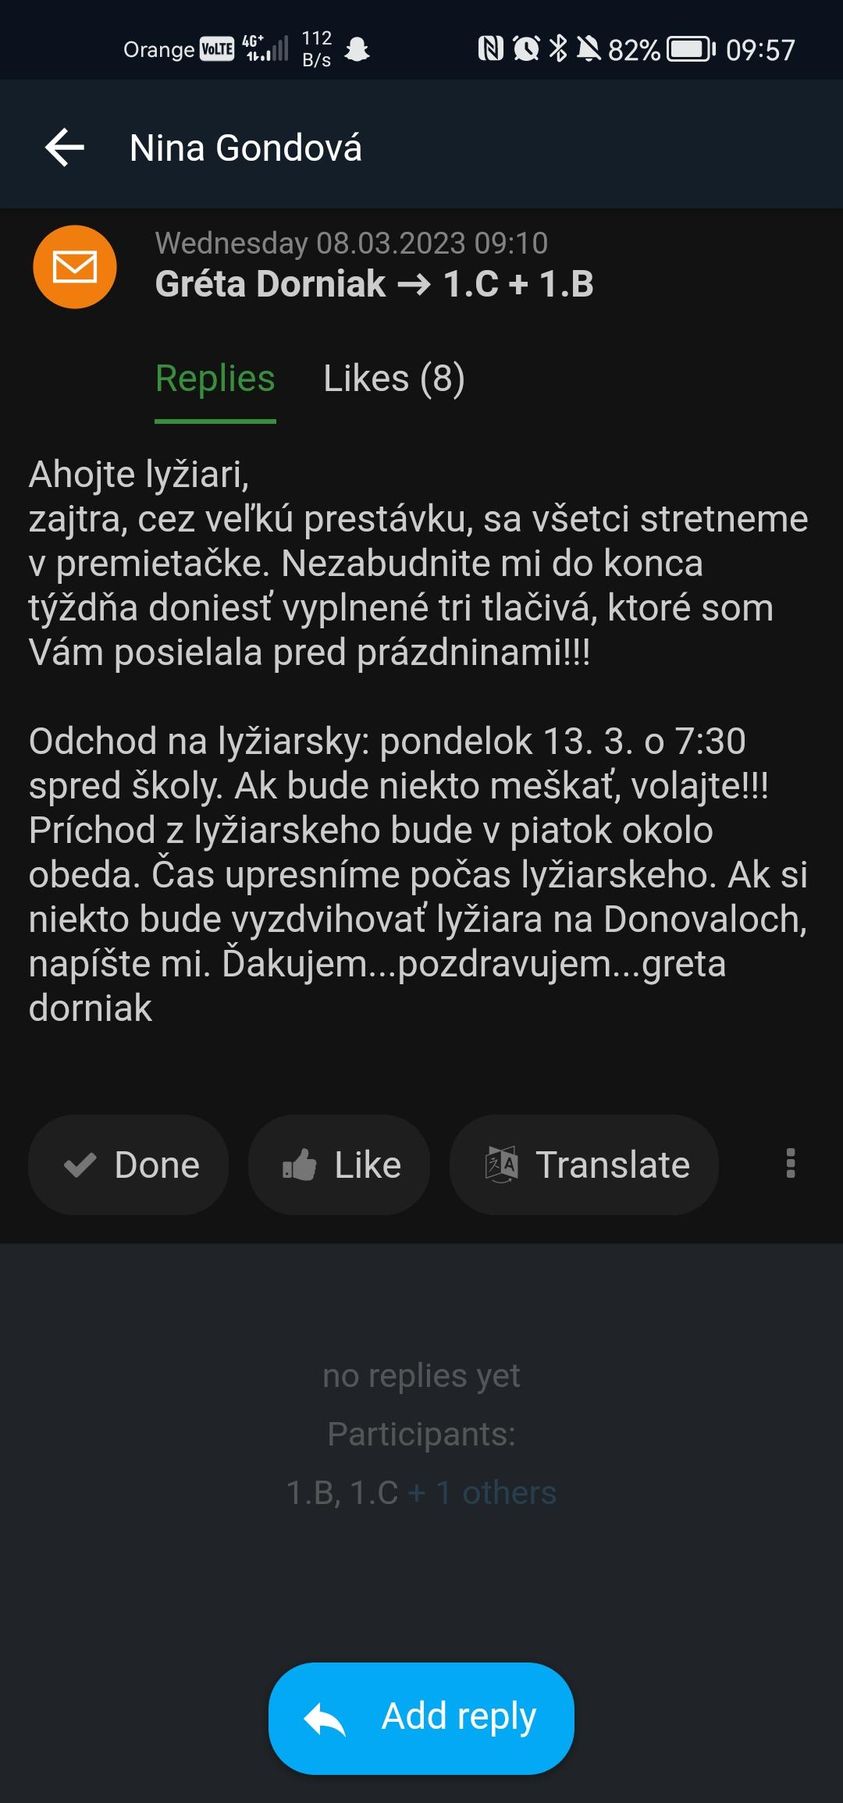 Orange VoLTE 4G+ 112 B/s 82% 09:57
Nina Gondová
Wednesday 08.03.2023 09:10
Gréta Dorniak → 1.C + 1.B
Replies Likes (8)
Ahojte lyžiari,
zajtra, cez veľkú prestávku, sa všetci stretneme
v premietačke. Nezabudnite mi do konca
týždňa doniesť vyplnené tri tlačivá, ktoré som
Vám posielala pred prázdninami!!!
Odchod na lyžiarsky: pondelok 13. 3. o 7:30
spred školy. Ak bude niekto meškať, volajte!!!
Príchod z lyžiarskeho bude v piatok okolo
obeda. Čas upresníme počas lyžiarskeho. Ak si
niekto bude vyzdvihovať lyžiara na Donovaloch,
napíšte mi. Ďakujem...pozdravujem...greta
dorniak
Done Like Translate
no replies yet
Participants:
1.B, 1.C + 1 others
Add reply